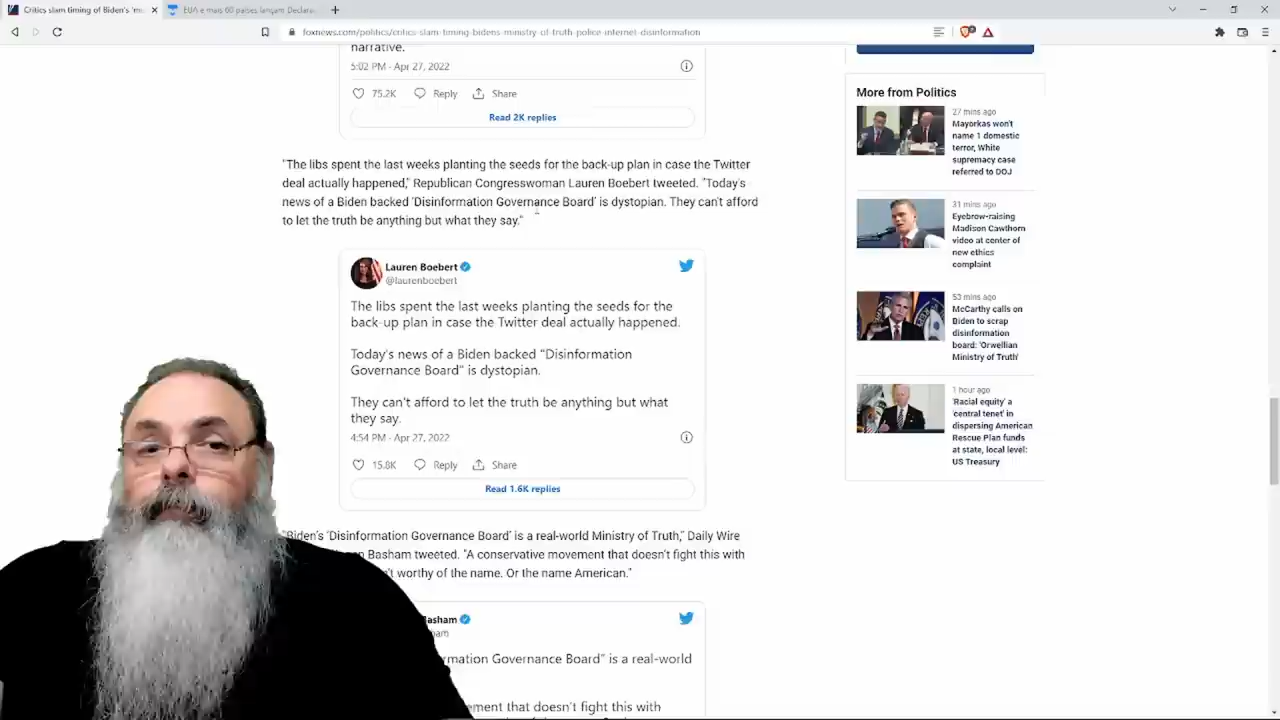 Critics slam timing of Biden's 'mi
EUA e mais 60 países lançam Declara
foxnews.com/politics/critics-slam-timing-bidens-ministry-of-truth-police-internet-disinformation
narrative.
5:02 PM · Apr 27, 2022
75.2K Reply Share
Read 2K replies
"The libs spent the last weeks planting the seeds for the back-up plan in case the Twitter
deal actually happened," Republican Congresswoman Lauren Boebert tweeted. "Today's
news of a Biden backed 'Disinformation Governance Board' is dystopian. They can't afford
to let the truth be anything but what they say."
Lauren Boebert
@laurenboebert
The libs spent the last weeks planting the seeds for the
back-up plan in case the Twitter deal actually happened.
Today's news of a Biden backed "Disinformation
Governance Board" is dystopian.
They can't afford to let the truth be anything but what
they say.
4:54 PM · Apr 27, 2022
15.8K Reply Share
Read 1.6K replies
"Biden's 'Disinformation Governance Board' is a real-world Ministry of Truth," Daily Wire
Basham tweeted. "A conservative movement that doesn't fight this with
worthy of the name. Or the name American."
Basham
Governance Board" is a real-world
that doesn't fight this with
More from Politics
27 mins ago
Mayorkas won't
name 1 domestic
terror, White
supremacy case
referred to DOJ
31 mins ago
Eyebrow-raising
Madison Cawthorn
video at center of
new ethics
complaint
53 mins ago
McCarthy calls on
Biden to scrap
disinformation
board: 'Orwellian
Ministry of Truth'
1 hour ago
'Racial equity' a
'central tenet' in
dispersing American
Rescue Plan funds
at state, local level:
US Treasury